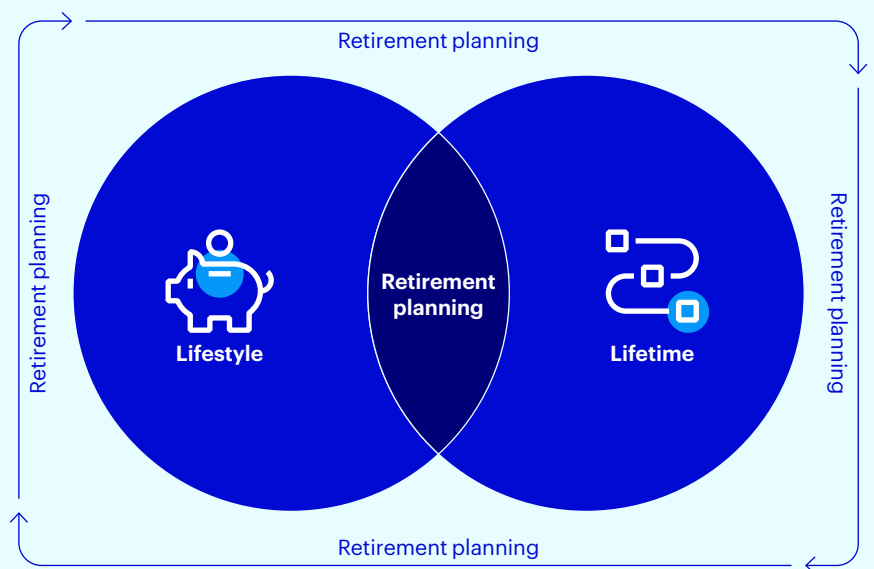 Retirement planning
Retirement planning
Retirement
planning
Lifestyle
Lifetime
Retirement planning
Retirement planning